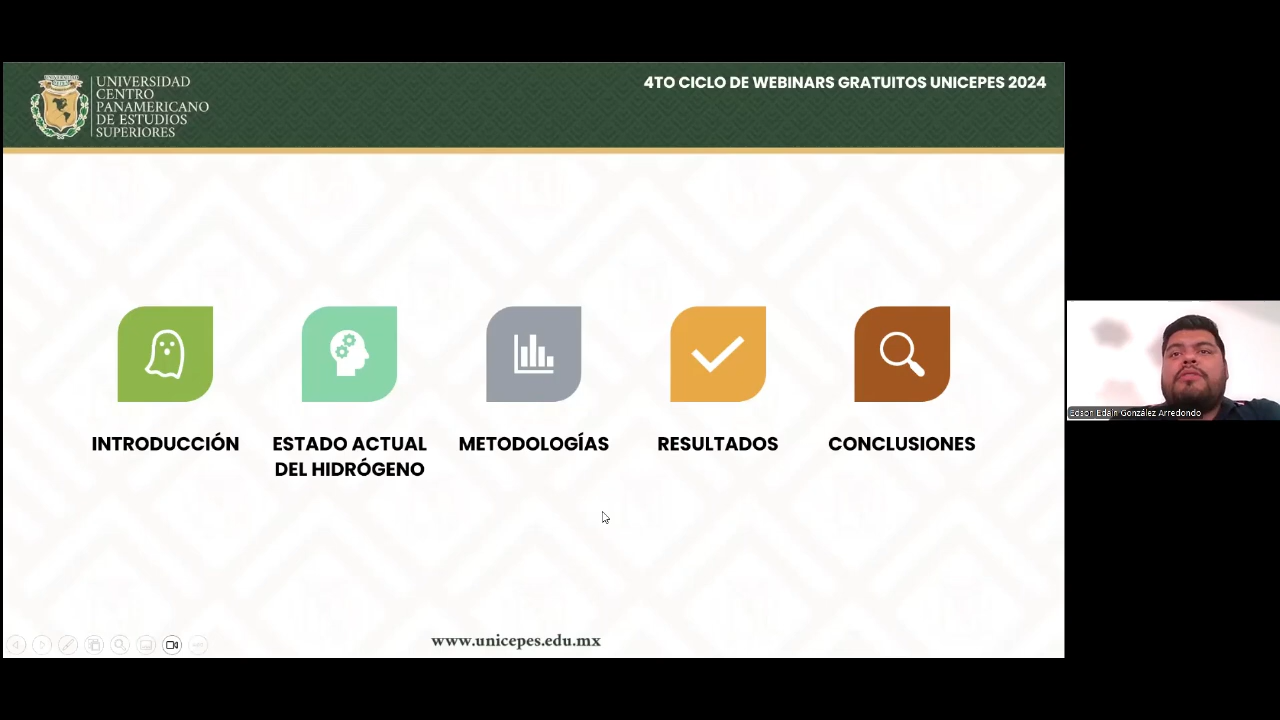 UNIVERSIDAD
CENTRO
PANAMERICANO
DE ESTUDIOS
SUPERIORES
4TO CICLO DE WEBINARS GRATUITOS UNICEPES 2024
INTRODUCCIÓN
ESTADO ACTUAL
DEL HIDRÓGENO
METODOLOGÍAS
RESULTADOS
CONCLUSIONES
Edson Edain González Arredondo
www.unicepes.edu.mx